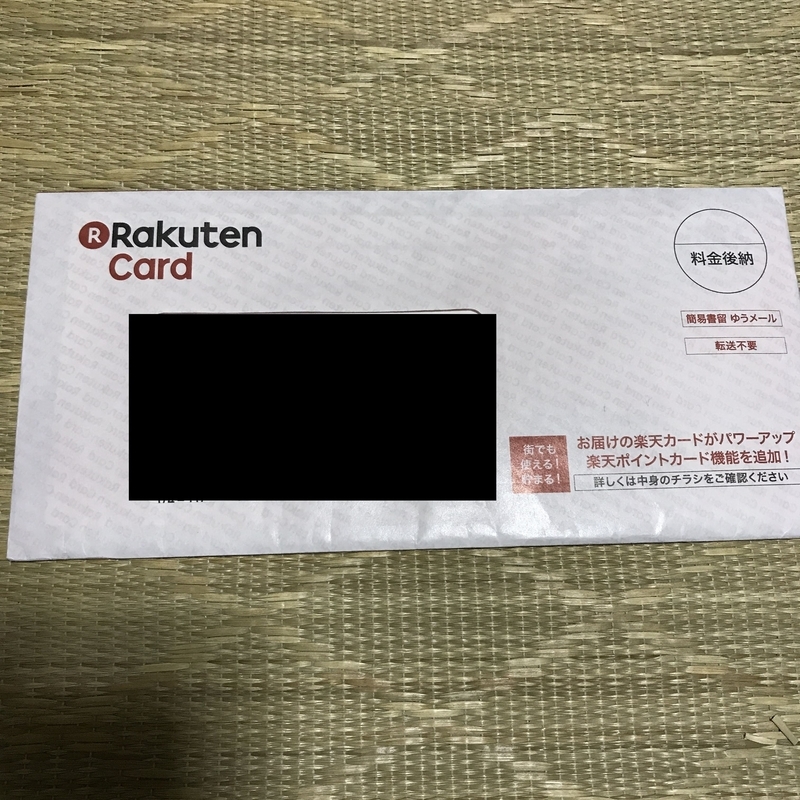 Rakuten
Card
料金後納
簡易書留 ゆうメール
転送不要
街でも
使える!
貯まる!
お届けの楽天カードがパワーアップ
楽天ポイントカード機能を追加!
詳しくは中身のチラシをご確認ください